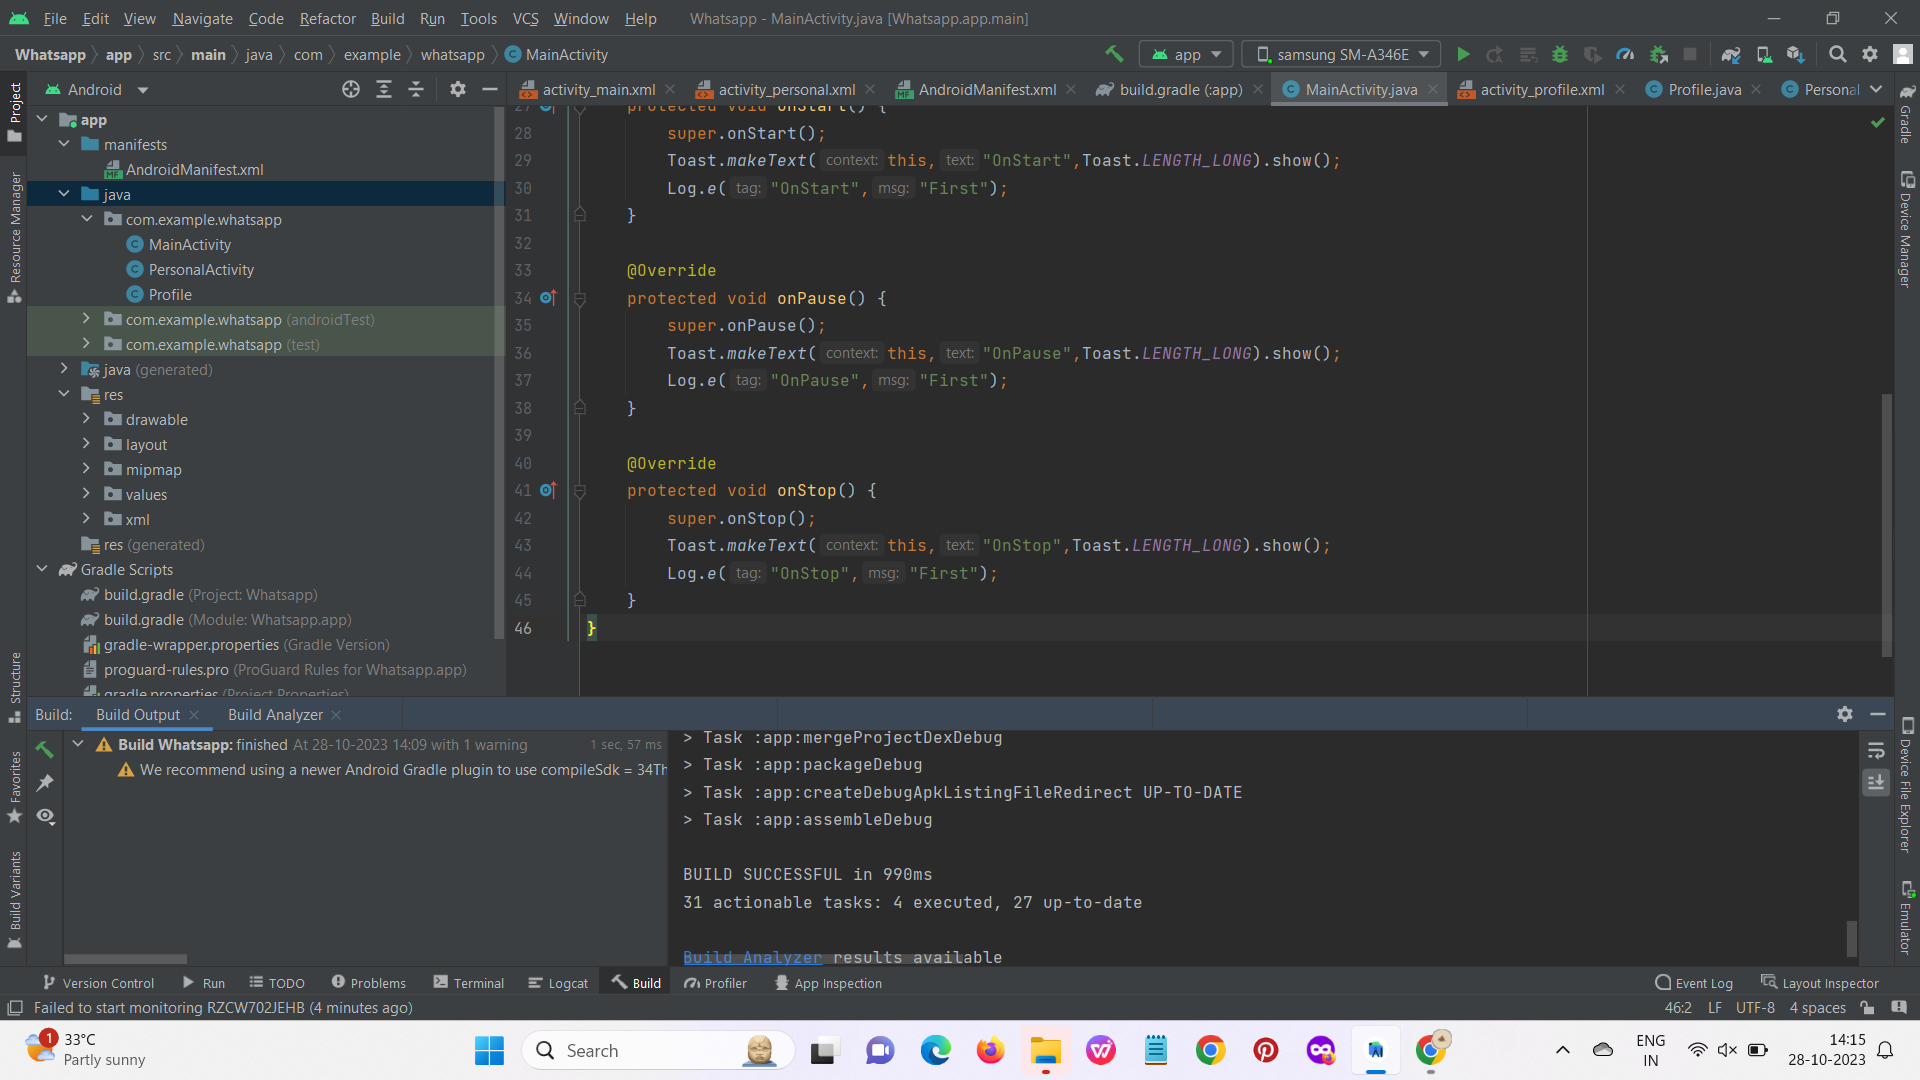 File Edit View Navigate Code Refactor Build Run Tools VCS Window Help Whatsapp - MainActivity.java [Whatsapp.app.main]
Whatsapp app src main java com example whatsapp MainActivity app samsung SM-A346E
Android
activity_main.xml activity_personal.xml AndroidManifest.xml build.gradle (:app) MainActivity.java activity_profile.xml Profile.java Personal
Project
Resource Manager
Structure
Favorites
Build Variants
app
manifests
AndroidManifest.xml
java
com.example.whatsapp
MainActivity
PersonalActivity
Profile
com.example.whatsapp (androidTest)
com.example.whatsapp (test)
java (generated)
res
drawable
layout
mipmap
values
xml
res (generated)
Gradle Scripts
build.gradle (Project: Whatsapp)
build.gradle (Module: Whatsapp.app)
gradle-wrapper.properties (Gradle Version)
proguard-rules.pro (ProGuard Rules for Whatsapp.app)
gradle.properties (Project Properties)
27 protected void onStart() {
28 super.onStart();
29 Toast.makeText( context: this, text: "OnStart",Toast.LENGTH_LONG).show();
30 Log.e( tag: "OnStart", msg: "First");
31 }
32
33 @Override
34 protected void onPause() {
35 super.onPause();
36 Toast.makeText( context: this, text: "OnPause",Toast.LENGTH_LONG).show();
37 Log.e( tag: "OnPause", msg: "First");
38 }
39
40 @Override
41 protected void onStop() {
42 super.onStop();
43 Toast.makeText( context: this, text: "OnStop",Toast.LENGTH_LONG).show();
44 Log.e( tag: "OnStop", msg: "First");
45 }
46 }
Gradle
Device Manager
Device File Explorer
Emulator
Build: Build Output Build Analyzer
Build Whatsapp: finished At 28-10-2023 14:09 with 1 warning 1 sec, 57 ms
We recommend using a newer Android Gradle plugin to use compileSdk = 34Th
> Task :app:mergeProjectDexDebug
> Task :app:packageDebug
> Task :app:createDebugApkListingFileRedirect UP-TO-DATE
> Task :app:assembleDebug
BUILD SUCCESSFUL in 990ms
31 actionable tasks: 4 executed, 27 up-to-date
Build Analyzer results available
Version Control Run TODO Problems Terminal Logcat Build Profiler App Inspection Event Log Layout Inspector
Failed to start monitoring RZCW702JEHB (4 minutes ago) 46:2 LF UTF-8 4 spaces
1 33°C
Partly sunny
Search
ENG
IN
14:15
28-10-2023